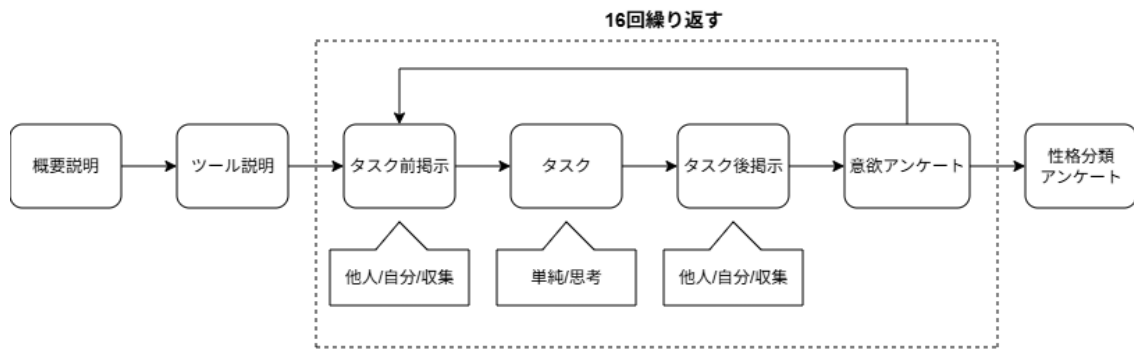 16回繰り返す
概要説明
ツール説明
タスク前掲示
タスク
タスク後掲示
意欲アンケート
性格分類
アンケート
他人/自分/収集
単純/思考
他人/自分/収集